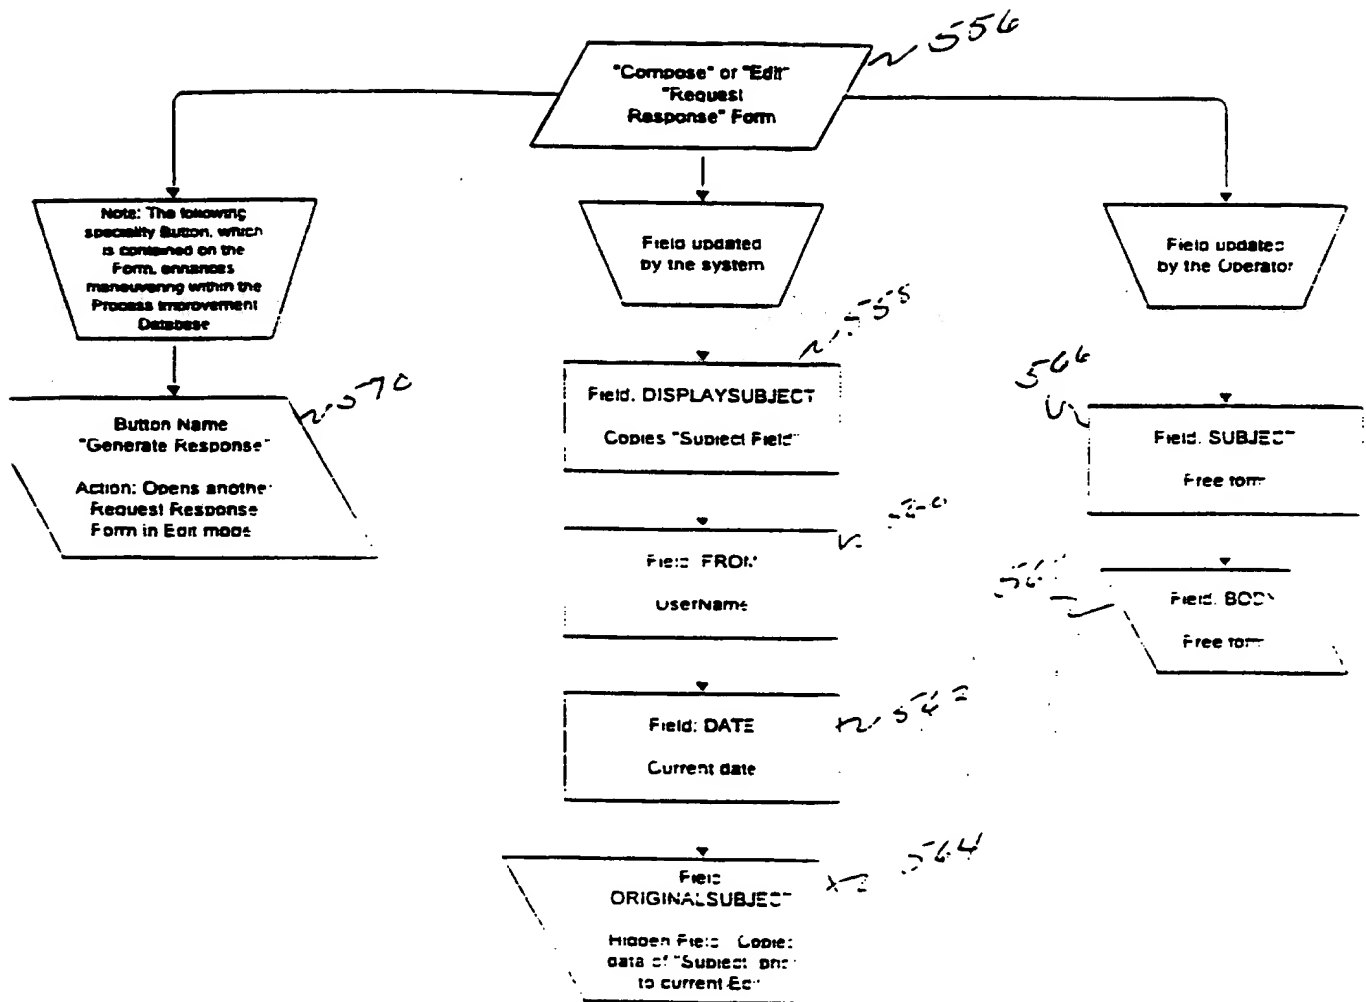 556
"Compose" or "Edit"
"Request
Response" Form
Note: The following
speciality Button, which
is contained on the
Form, enhances
maneuvering within the
Process Improvement
Database
Field updated
by the system
Field updated
by the Operator
570
Button Name
"Generate Response"
Action: Opens another
Request Response
Form in Edit mode
558
Field. DISPLAYSUBJECT
Copies "Subject Field"
Field FROM
UserName
562
Field: DATE
Current date
564
Field
ORIGINALSUBJECT
Hidden Field Copies
data of "Subject prior
to current Edit
566
Field. SUBJECT
Free form
Field. BODY
Free form